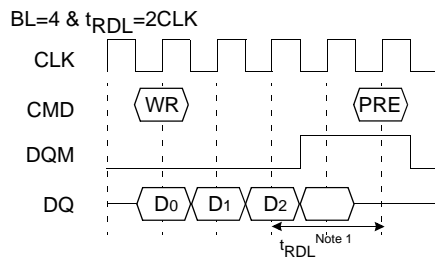 BL=4 & tRDL=2CLK
CLK
CMD WR PRE
DQM
DQ D0 D1 D2
tRDL Note 1